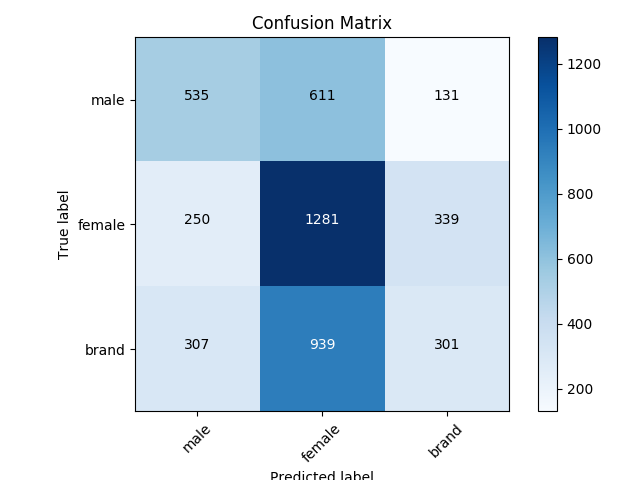 Confusion Matrix
male 535 611 131
female 250 1281 339
brand 307 939 301
male female brand
True label
Predicted label
1200
1000
800
600
400
200